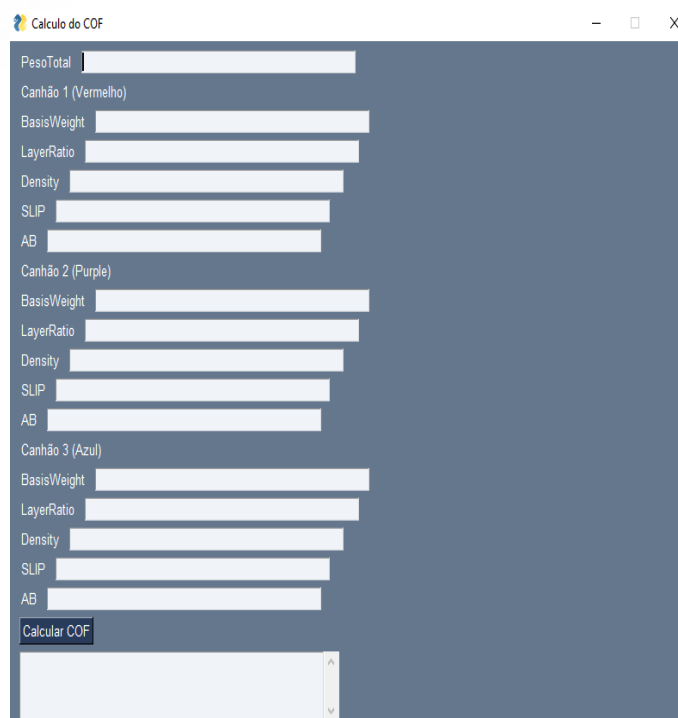 Calculo do COF
PesoTotal
Canhão 1 (Vermelho)
BasisWeight
LayerRatio
Density
SLIP
AB
Canhão 2 (Purple)
BasisWeight
LayerRatio
Density
SLIP
AB
Canhão 3 (Azul)
BasisWeight
LayerRatio
Density
SLIP
AB
Calcular COF